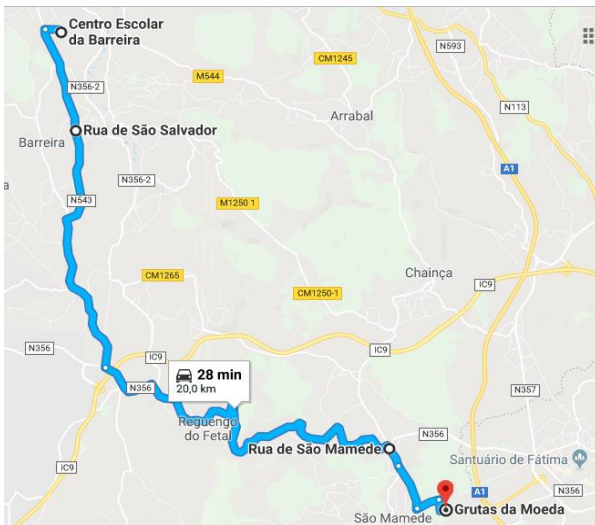 Centro Escolar
da Barreira
N593
CM1245
M544
N356-2
N113
Arrabal
Rua de São Salvador
Barreira
A1
N356-2
N543
M1250 1
Chainça
CM1265
IC9
CM1250-1
N356
IC9
IC9
28 min
20,0 km
N356
N357
Reguengo
do Fetal
N356
Rua de São Mamede
Santuário de Fátima
IC9
A1
N356
Grutas da Moeda
São Mamede